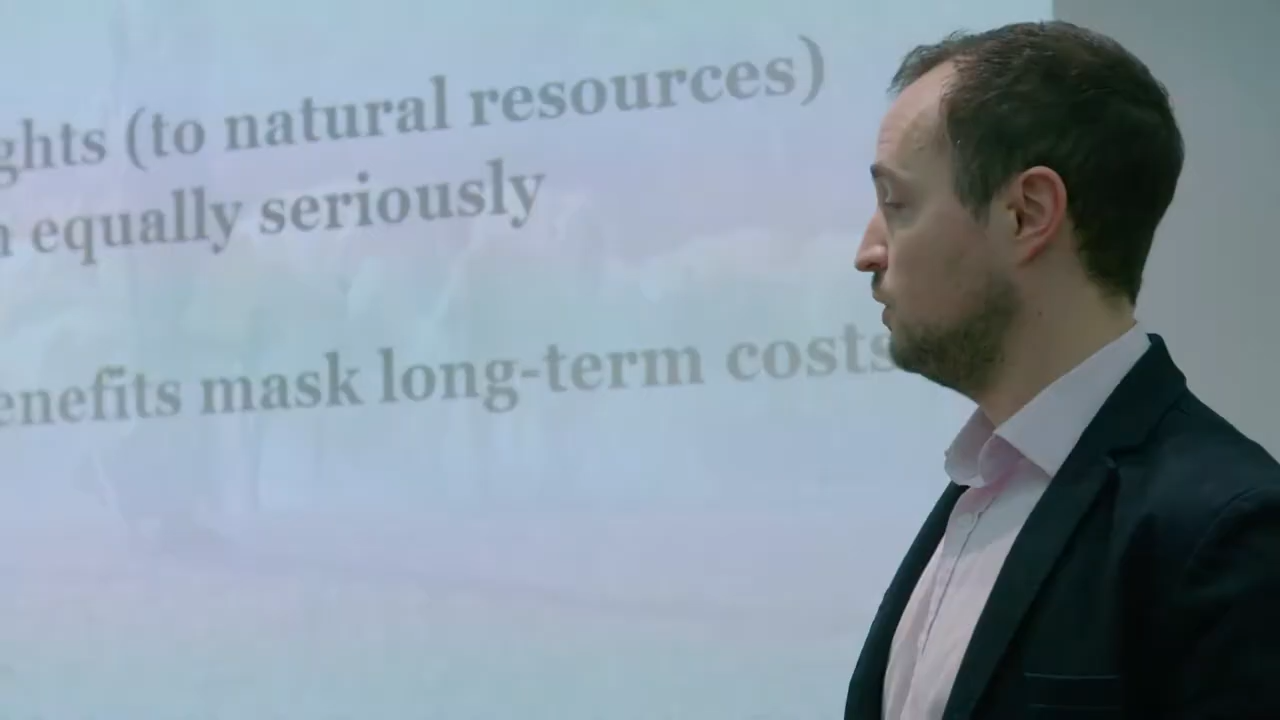 ghts (to natural resources)
equally seriously
enefits mask long-term costs